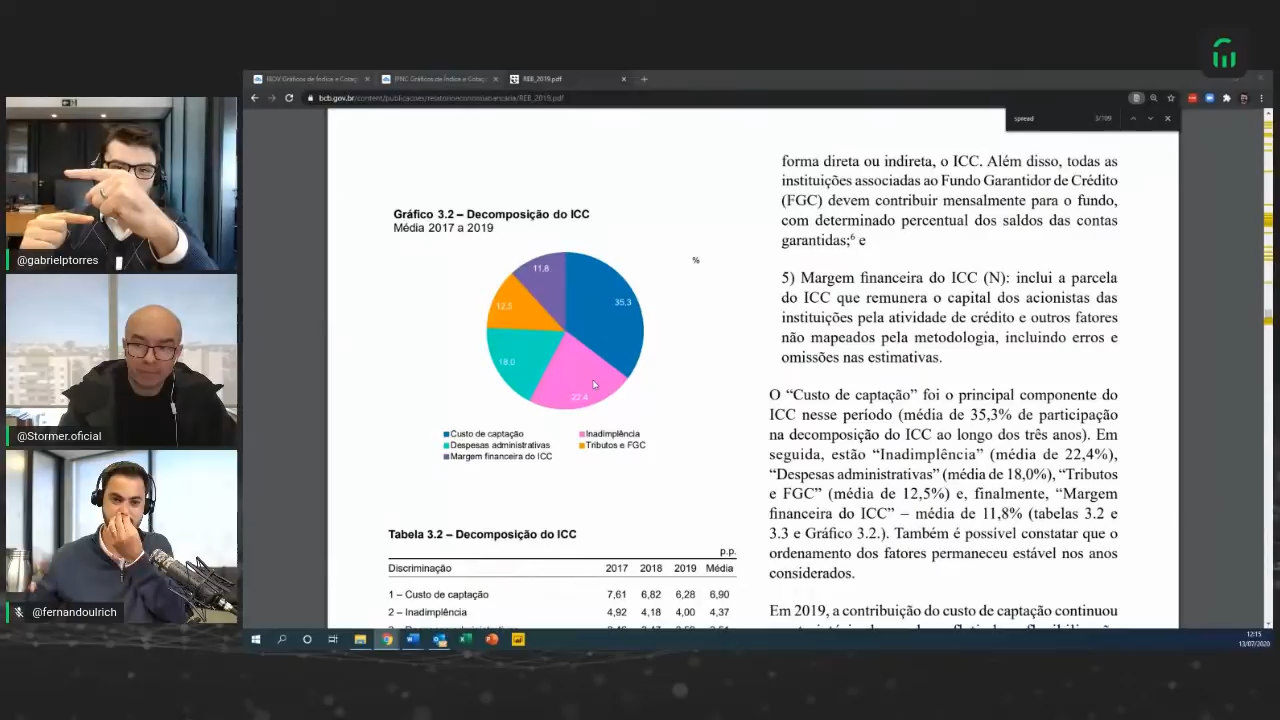 IBOV Gráficos de Índice e Cotaç
IFNC Gráficos de Índice e Cotaç
REB_2019.pdf
bcb.gov.br/content/publicacoes/relatorioeconomiabancaria/REB_2019.pdf
spread
3/109
@gabrielptorres
@Stormer.oficial
@fernandoulrich
Gráfico 3.2 – Decomposição do ICC
Média 2017 a 2019
%
11,8
35,3
12,5
18,0
22,4
Custo de captação
Inadimplência
Despesas administrativas
Tributos e FGC
Margem financeira do ICC
Tabela 3.2 – Decomposição do ICC
p.p.
Discriminação 2017 2018 2019 Média
1 – Custo de captação 7,61 6,82 6,28 6,90
2 – Inadimplência 4,92 4,18 4,00 4,37
forma direta ou indireta, o ICC. Além disso, todas as
instituições associadas ao Fundo Garantidor de Crédito
(FGC) devem contribuir mensalmente para o fundo,
com determinado percentual dos saldos das contas
garantidas;⁶ e
5) Margem financeira do ICC (N): inclui a parcela
do ICC que remunera o capital dos acionistas das
instituições pela atividade de crédito e outros fatores
não mapeados pela metodologia, incluindo erros e
omissões nas estimativas.
O “Custo de captação” foi o principal componente do
ICC nesse período (média de 35,3% de participação
na decomposição do ICC ao longo dos três anos). Em
seguida, estão “Inadimplência” (média de 22,4%),
“Despesas administrativas” (média de 18,0%), “Tributos
e FGC” (média de 12,5%) e, finalmente, “Margem
financeira do ICC” – média de 11,8% (tabelas 3.2 e
3.3 e Gráfico 3.2.). Também é possível constatar que o
ordenamento dos fatores permaneceu estável nos anos
considerados.
Em 2019, a contribuição do custo de captação continuou
12:15
13/07/2020